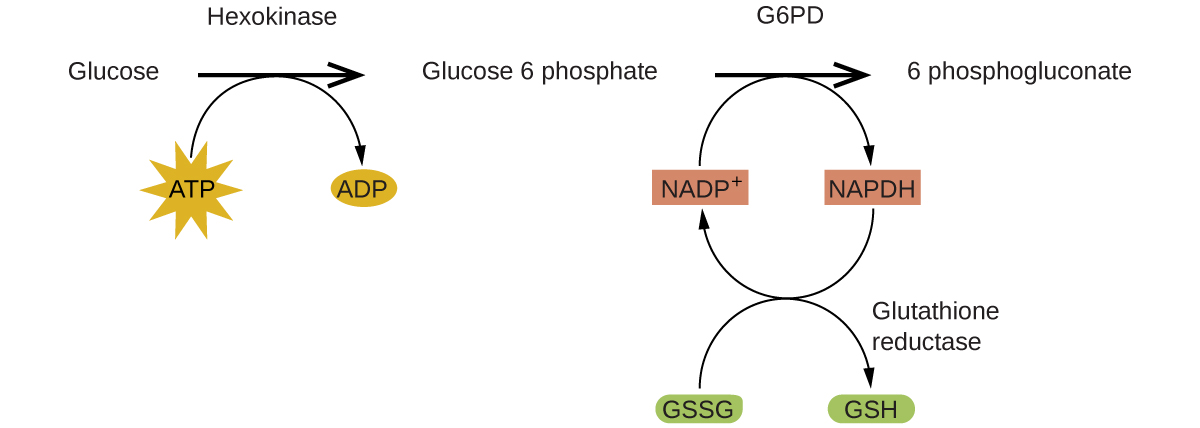 Hexokinase
G6PD
Glucose
Glucose 6 phosphate
6 phosphogluconate
ATP
ADP
NADP+
NAPDH
Glutathione
reductase
GSSG
GSH